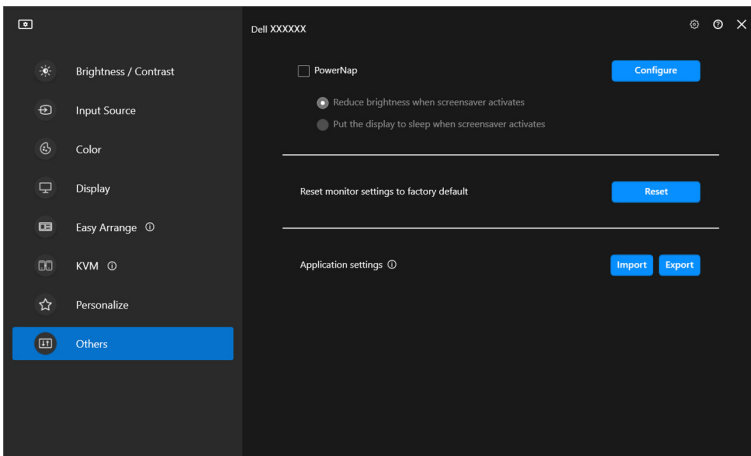 Dell XXXXXX
Brightness / Contrast
Input Source
Color
Display
Easy Arrange
KVM
Personalize
Others
PowerNap
Configure
Reduce brightness when screensaver activates
Put the display to sleep when screensaver activates
Reset monitor settings to factory default
Reset
Application settings
Import
Export